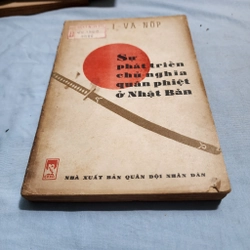 I. VA NỐP
Sự
phát triển
chủ nghĩa
quân phiệt
ở Nhật Bản
NHÀ XUẤT BẢN QUÂN ĐỘI NHÂN DÂN